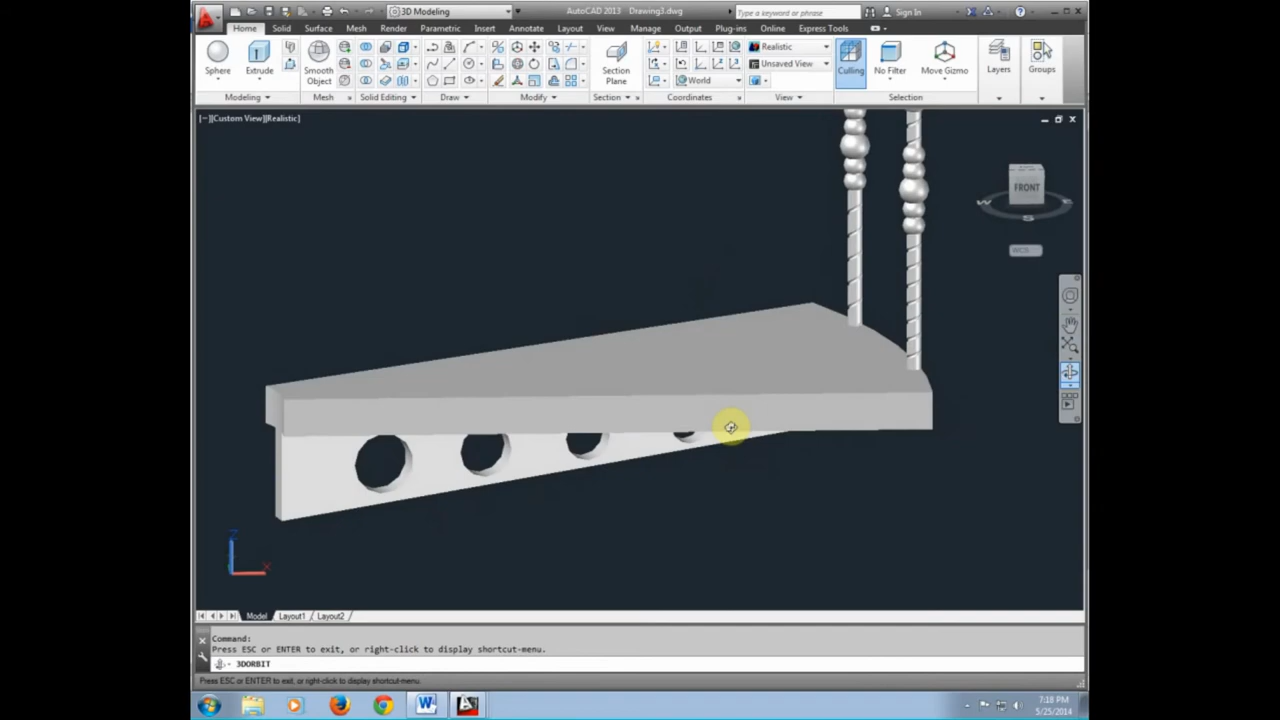 3D Modeling
AutoCAD 2013 Drawing3.dwg
Type a keyword or phrase
Sign In
Home Solid Surface Mesh Render Parametric Insert Annotate Layout View Manage Output Plug-ins Online Express Tools
Realistic
Unsaved View
World
Sphere
Extrude
Smooth Object
Section Plane
Culling
No Filter
Move Gizmo
Layers
Groups
Modeling Mesh Solid Editing Draw Modify Section Coordinates View Selection
[−][Custom View][Realistic]
FRONT
W
E
S
WCS
Z
X
Model Layout1 Layout2
Command:
Press ESC or ENTER to exit, or right-click to display shortcut-menu.
3DORBIT
Press ESC or ENTER to exit, or right-click to display shortcut-menu.
7:18 PM
5/25/2014